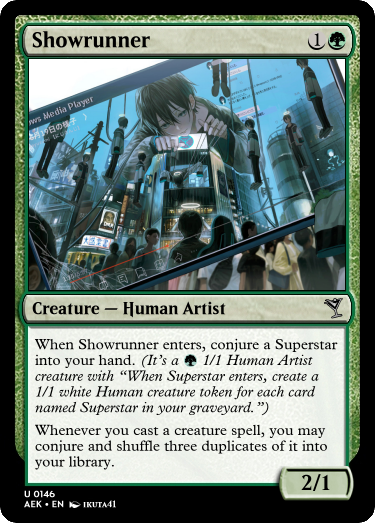 Showrunner 1
ows Media Player
Creature — Human Artist
When Showrunner enters, conjure a Superstar
into your hand. (It's a 1/1 Human Artist
creature with “When Superstar enters, create a
1/1 white Human creature token for each card
named Superstar in your graveyard.”)
Whenever you cast a creature spell, you may
conjure and shuffle three duplicates of it into
your library.
2/1
U 0146
AEK • EN IKUTA41